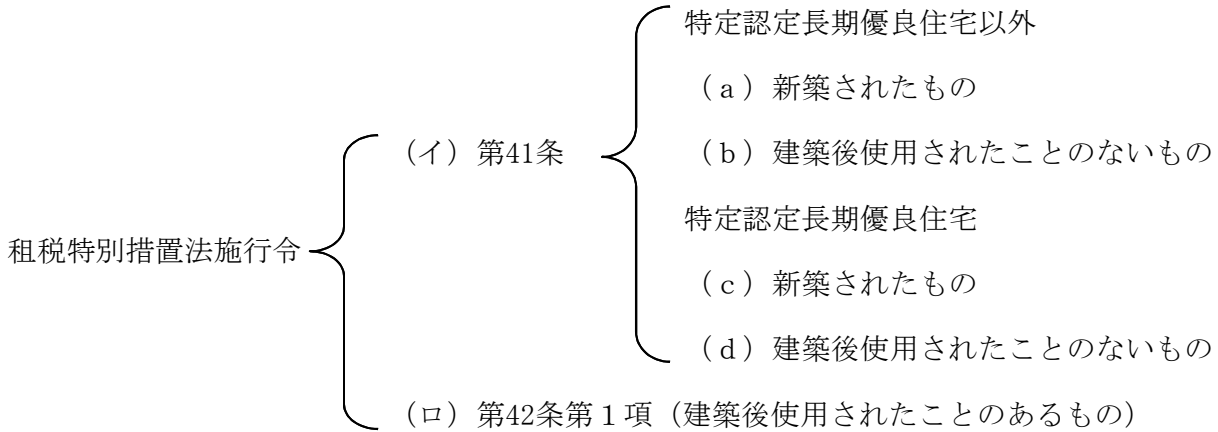 特定認定長期優良住宅以外
（ａ）新築されたもの
（イ）第41条
（ｂ）建築後使用されたことのないもの
特定認定長期優良住宅
租税特別措置法施行令
（ｃ）新築されたもの
（ｄ）建築後使用されたことのないもの
（ロ）第42条第１項（建築後使用されたことのあるもの）